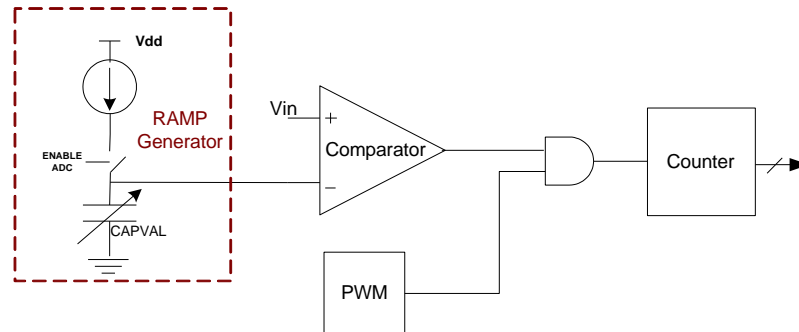 Vdd
RAMP
Generator
ENABLE
ADC
CAPVAL
Vin
+
Comparator
−
PWM
Counter